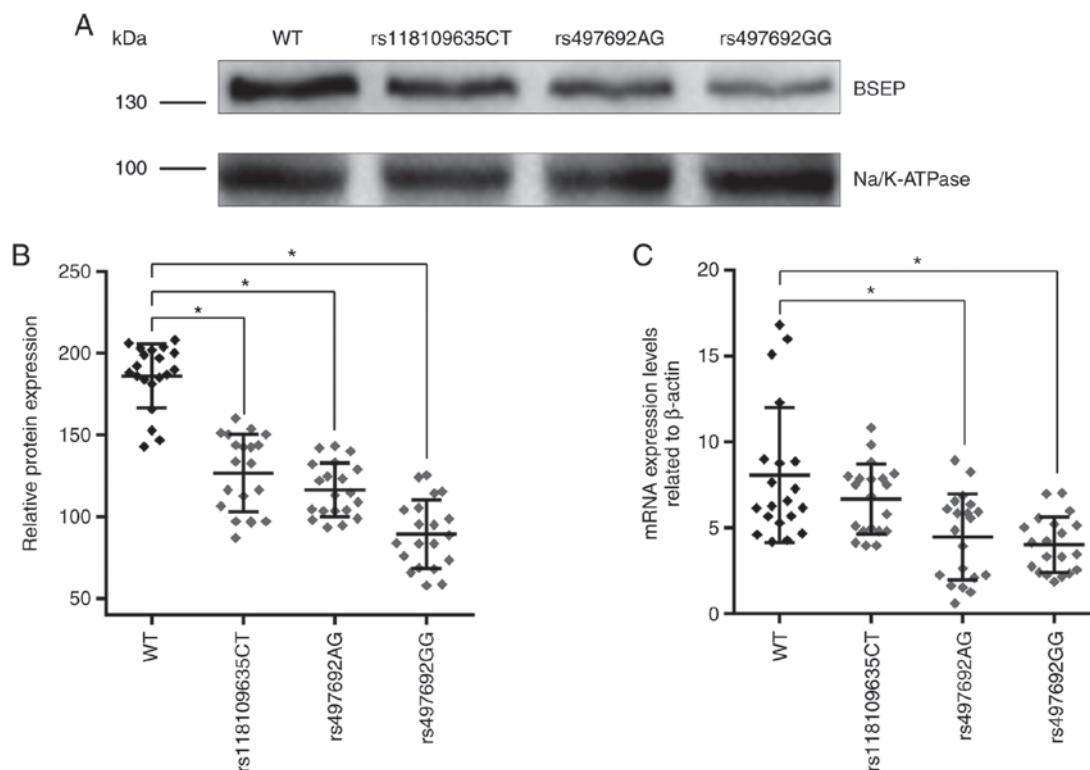 A
kDa
WT
rs118109635CT
rs497692AG
rs497692GG
130
BSEP
100
Na/K-ATPase
B
Relative protein expression
250
200
150
100
50
*
*
*
WT
rs118109635CT
rs497692AG
rs497692GG
C
mRNA expression levels
related to β-actin
20
15
10
5
0
*
*
WT
rs118109635CT
rs497692AG
rs497692GG